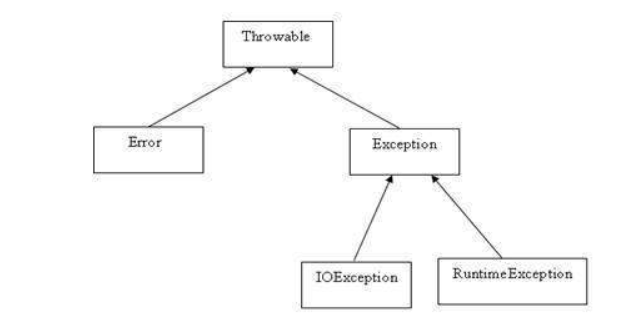 Throwable
Error
Exception
IOException
RuntimeException